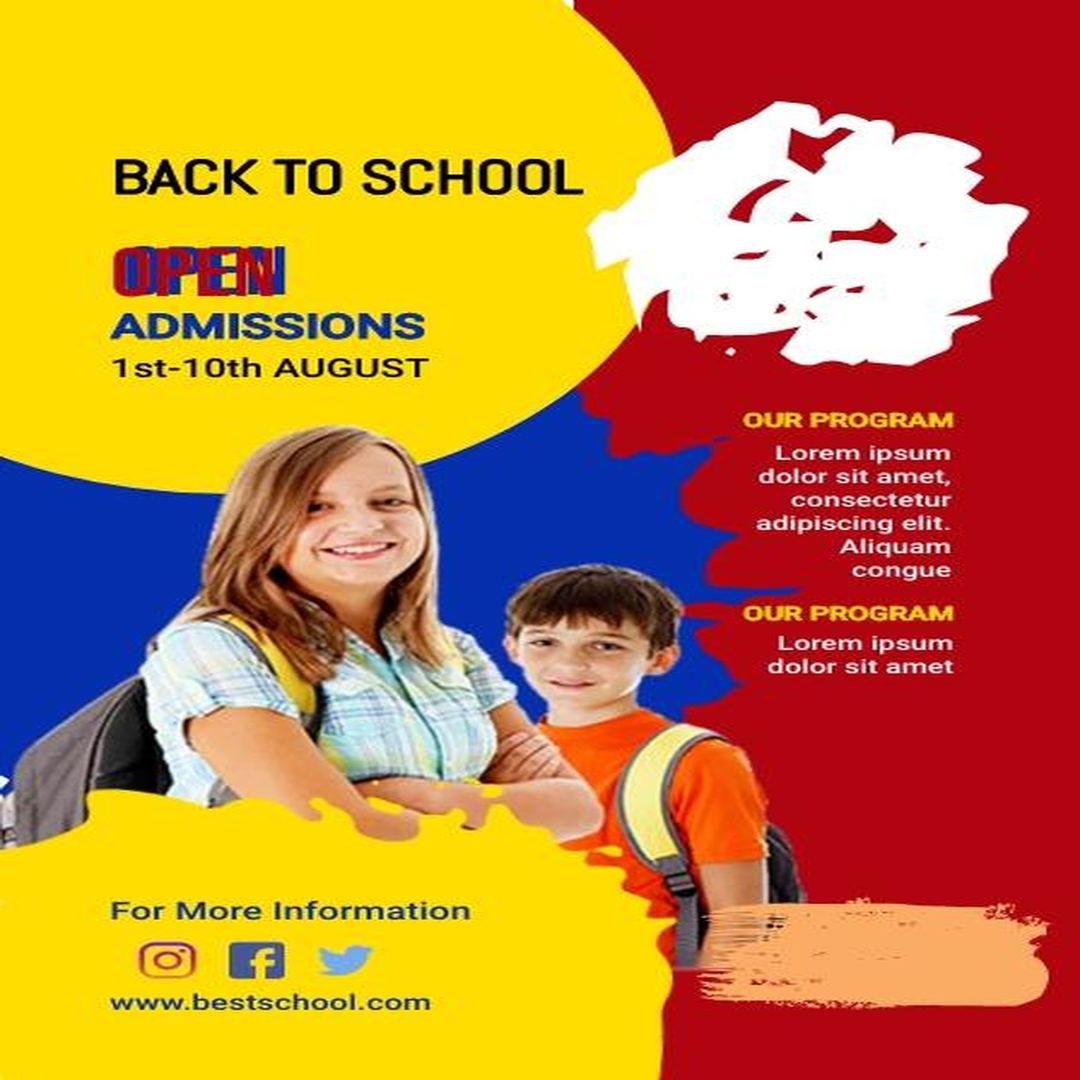 BACK TO SCHOOL
OPEN
ADMISSIONS
1st-10th AUGUST
OUR PROGRAM
Lorem ipsum
dolor sit amet,
consectetur
adipiscing elit.
Aliquam
congue
OUR PROGRAM
Lorem ipsum
dolor sit amet
For More Information
www.bestschool.com